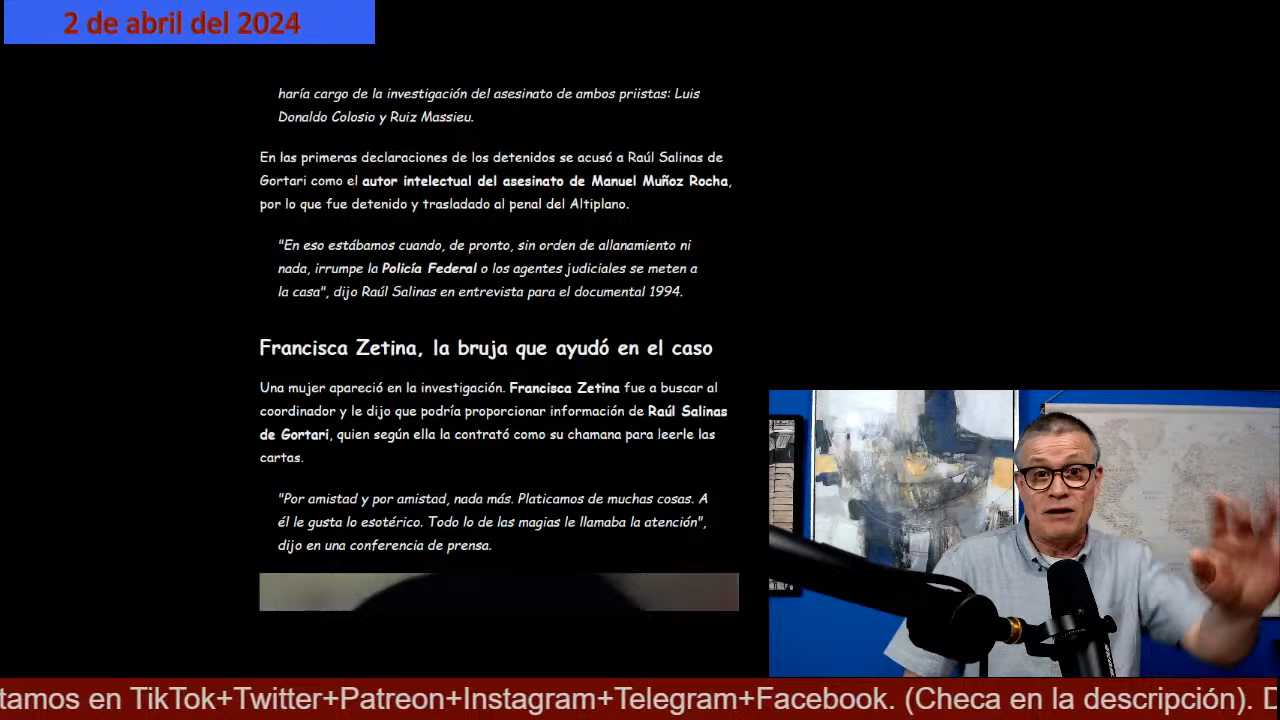 2 de abril del 2024
haría cargo de la investigación del asesinato de ambos priistas: Luis
Donaldo Colosio y Ruiz Massieu.
En las primeras declaraciones de los detenidos se acusó a Raúl Salinas de
Gortari como el autor intelectual del asesinato de Manuel Muñoz Rocha,
por lo que fue detenido y trasladado al penal del Altiplano.
"En eso estábamos cuando, de pronto, sin orden de allanamiento ni
nada, irrumpe la Policía Federal o los agentes judiciales se meten a
la casa", dijo Raúl Salinas en entrevista para el documental 1994.
Francisca Zetina, la bruja que ayudó en el caso
Una mujer apareció en la investigación. Francisca Zetina fue a buscar al
coordinador y le dijo que podría proporcionar información de Raúl Salinas
de Gortari, quien según ella la contrató como su chamana para leerle las
cartas.
"Por amistad y por amistad, nada más. Platicamos de muchas cosas. A
él le gusta lo esotérico. Todo lo de las magias le llamaba la atención",
dijo en una conferencia de prensa.
tamos en TikTok+Twitter+Patreon+Instagram+Telegram+Facebook. (Checa en la descripción). D